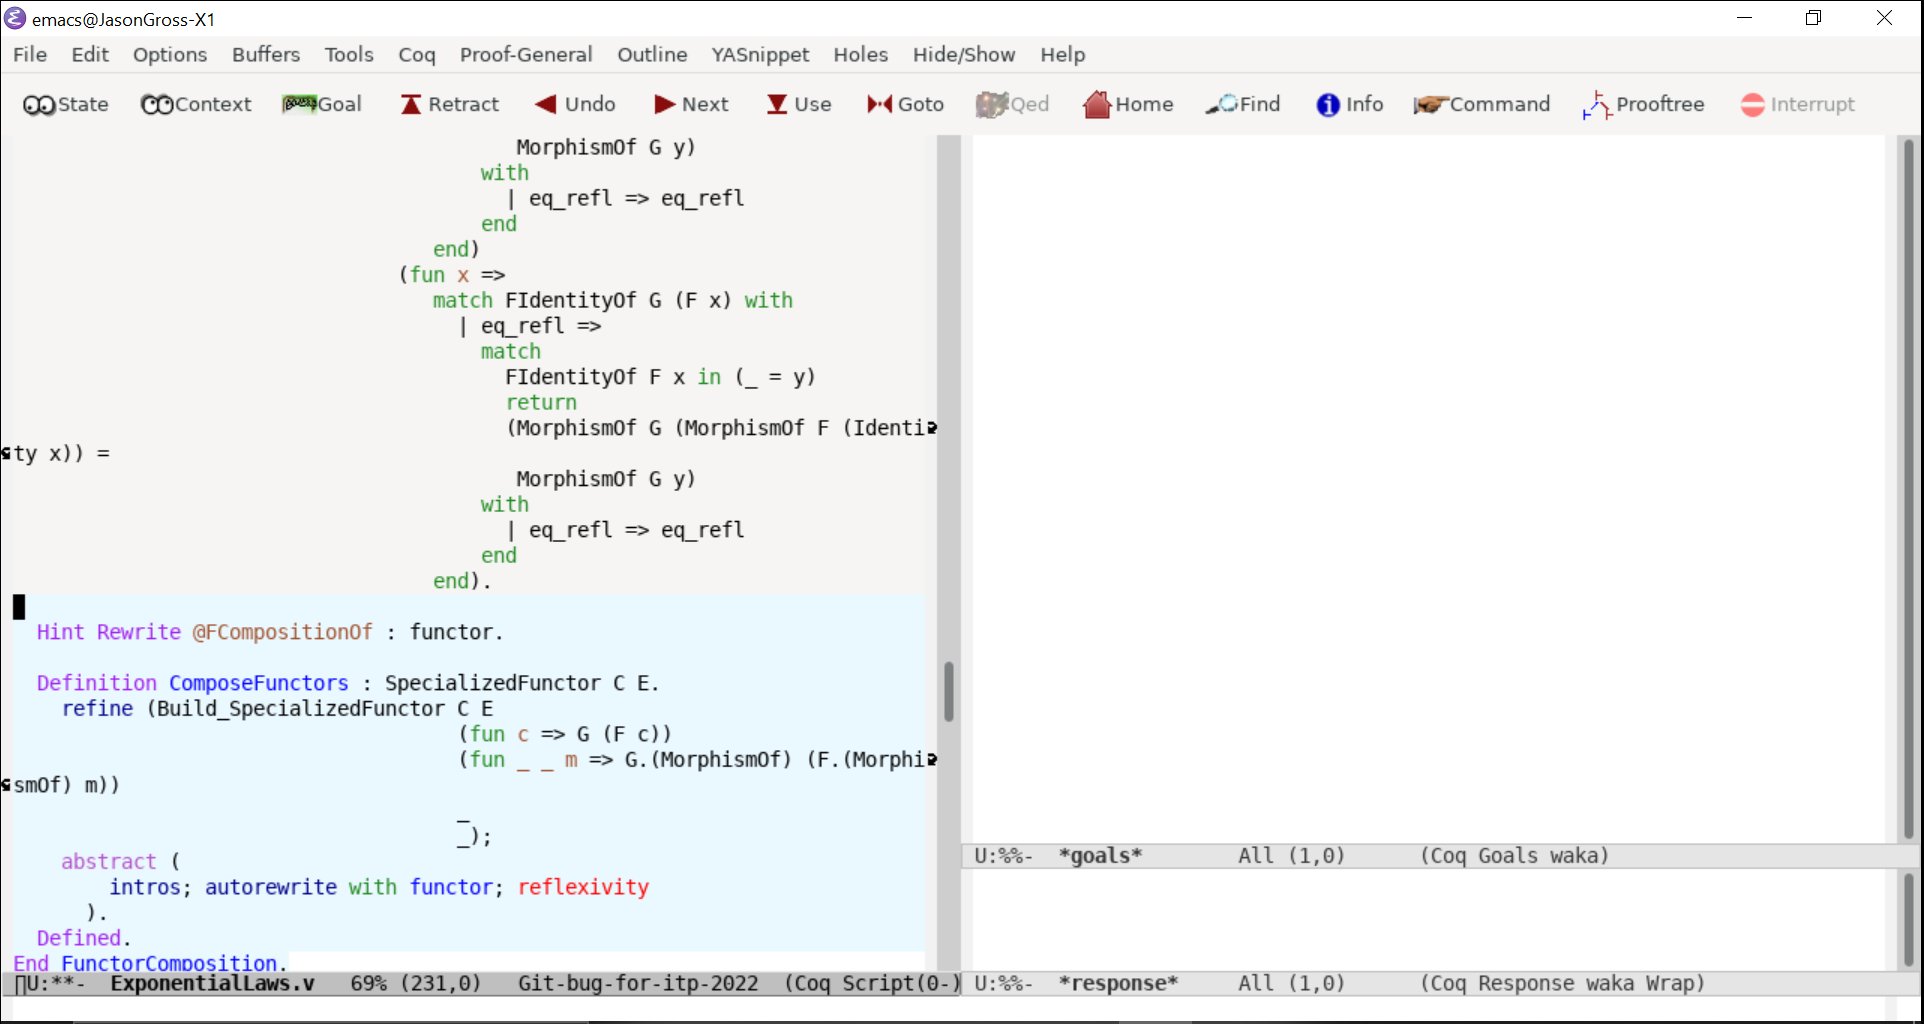 emacs@JasonGross-X1
File Edit Options Buffers Tools Coq Proof-General Outline YASnippet Holes Hide/Show Help
State Context Goal Retract Undo Next Use Goto Qed Home Find Info Command Prooftree Interrupt
MorphismOf G y)
with
| eq_refl => eq_refl
end
end)
(fun x =>
match FIdentityOf G (F x) with
| eq_refl =>
match
FIdentityOf F x in (_ = y)
return
(MorphismOf G (MorphismOf F (Identi
ty x)) =
MorphismOf G y)
with
| eq_refl => eq_refl
end
end).
Hint Rewrite @FCompositionOf : functor.
Definition ComposeFunctors : SpecializedFunctor C E.
refine (Build_SpecializedFunctor C E
(fun c => G (F c))
(fun _ _ m => G.(MorphismOf) (F.(Morphi
smOf) m))
_
_);
abstract (
intros; autorewrite with functor; reflexivity
).
Defined.
End FunctorComposition.
U:**- ExponentialLaws.v 69% (231,0) Git-bug-for-itp-2022 (Coq Script(0-)
U:%%- *goals* All (1,0) (Coq Goals waka)
U:%%- *response* All (1,0) (Coq Response waka Wrap)